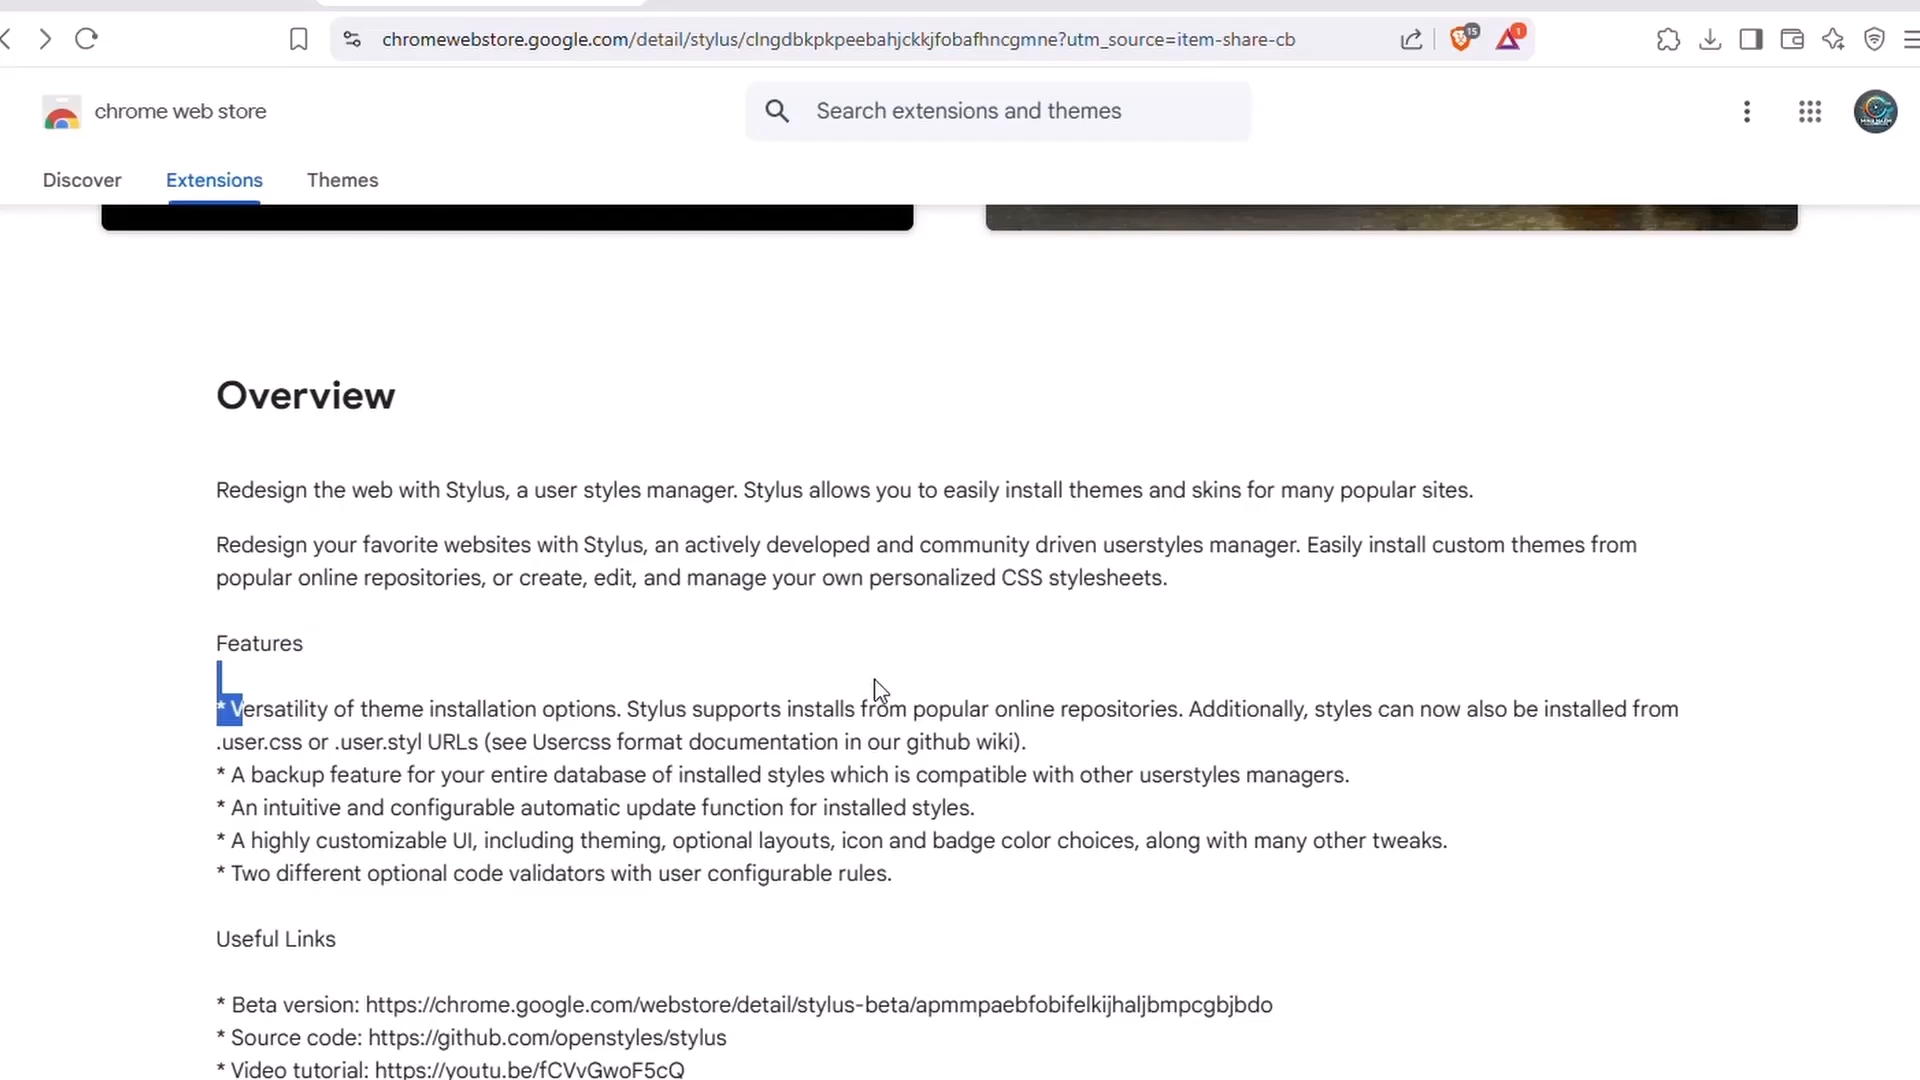 chromewebstore.google.com/detail/stylus/clngdbkpkpeebahjckkjfobafhncgmne?utm_source=item-share-cb
15
1
chrome web store
Search extensions and themes
Discover
Extensions
Themes
Overview
Redesign the web with Stylus, a user styles manager. Stylus allows you to easily install themes and skins for many popular sites.
Redesign your favorite websites with Stylus, an actively developed and community driven userstyles manager. Easily install custom themes from
popular online repositories, or create, edit, and manage your own personalized CSS stylesheets.
Features
* Versatility of theme installation options. Stylus supports installs from popular online repositories. Additionally, styles can now also be installed from
.user.css or .user.styl URLs (see Usercss format documentation in our github wiki).
* A backup feature for your entire database of installed styles which is compatible with other userstyles managers.
* An intuitive and configurable automatic update function for installed styles.
* A highly customizable UI, including theming, optional layouts, icon and badge color choices, along with many other tweaks.
* Two different optional code validators with user configurable rules.
Useful Links
* Beta version: https://chrome.google.com/webstore/detail/stylus-beta/apmmpaebfobifelkijhaljbmpcgbjbdo
* Source code: https://github.com/openstyles/stylus
* Video tutorial: https://youtu.be/fCVvGwoF5cQ